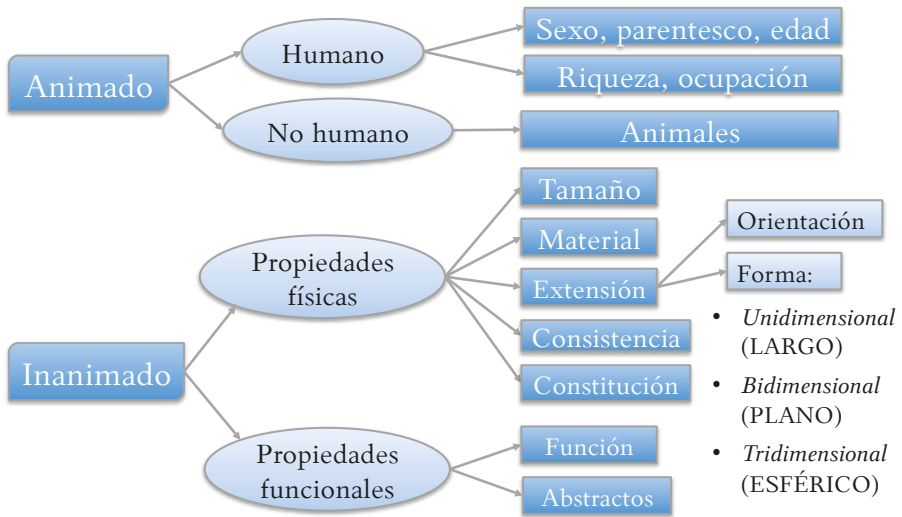 Animado
Humano
Sexo, parentesco, edad
Riqueza, ocupación
No humano
Animales
Inanimado
Propiedades
físicas
Tamaño
Material
Extensión
Consistencia
Constitución
Orientación
Forma:
• Unidimensional
(LARGO)
• Bidimensional
(PLANO)
• Tridimensional
(ESFÉRICO)
Propiedades
funcionales
Función
Abstractos